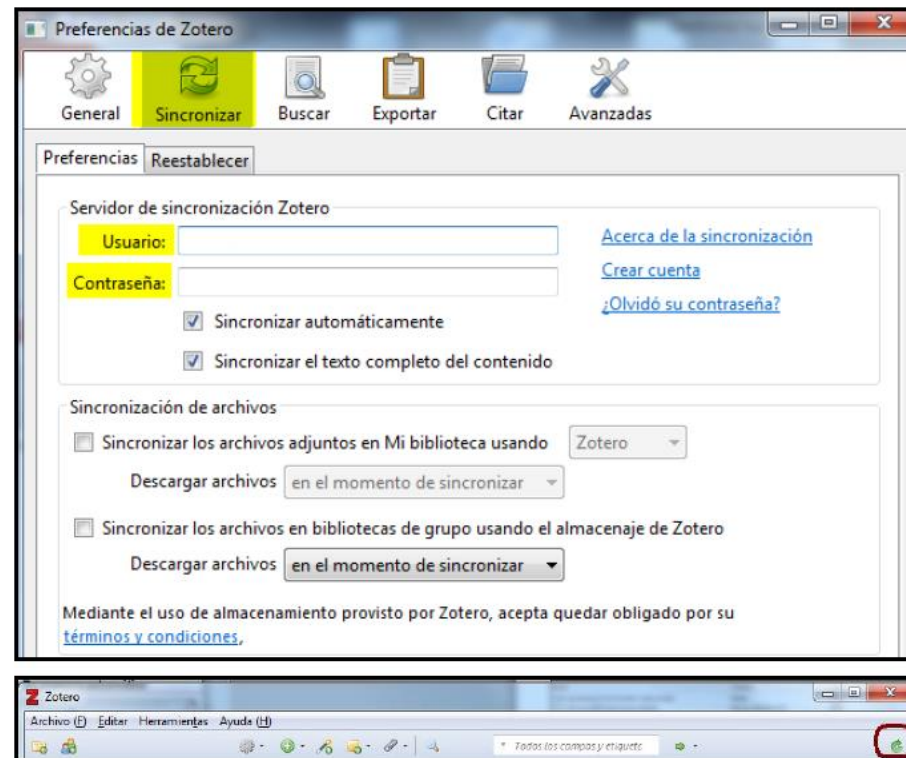 Preferencias de Zotero
General Sincronizar Buscar Exportar Citar Avanzadas
Preferencias Reestablecer
Servidor de sincronización Zotero
Usuario: Acerca de la sincronización
Contraseña: Crear cuenta
¿Olvidó su contraseña?
Sincronizar automáticamente
Sincronizar el texto completo del contenido
Sincronización de archivos
Sincronizar los archivos adjuntos en Mi biblioteca usando Zotero
Descargar archivos en el momento de sincronizar
Sincronizar los archivos en bibliotecas de grupo usando el almacenaje de Zotero
Descargar archivos en el momento de sincronizar
Mediante el uso de almacenamiento provisto por Zotero, acepta quedar obligado por su
términos y condiciones,
Z Zotero
Archivo (F) Editar Herramientas Ayuda (H)
* Todos los campos y etiquetc